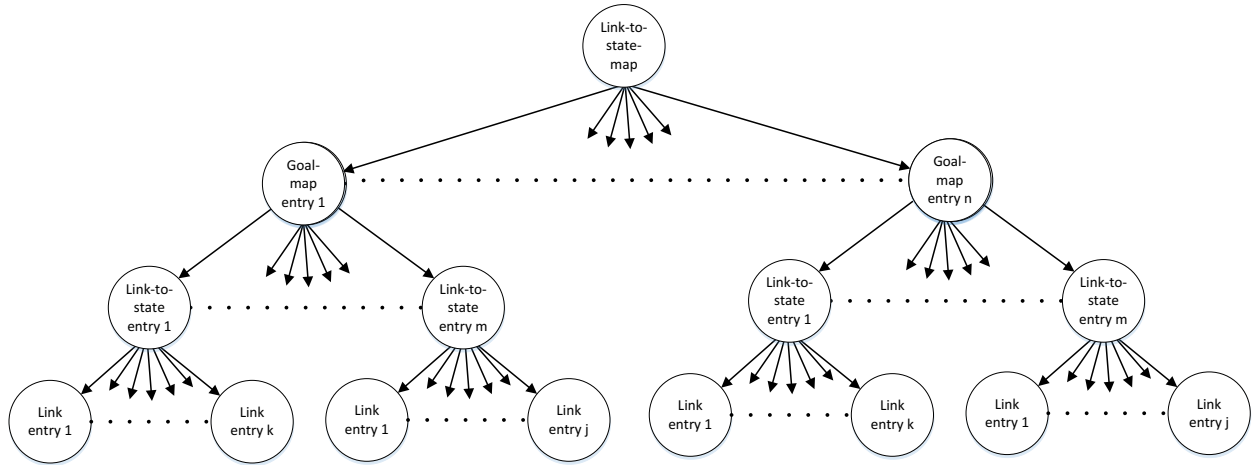 Link-to-
state-
map
Goal-
map
entry 1
Goal-
map
entry n
Link-to-
state
entry 1
Link-to-
state
entry m
Link-to-
state
entry 1
Link-to-
state
entry m
Link
entry 1
Link
entry k
Link
entry 1
Link
entry j
Link
entry 1
Link
entry k
Link
entry 1
Link
entry j